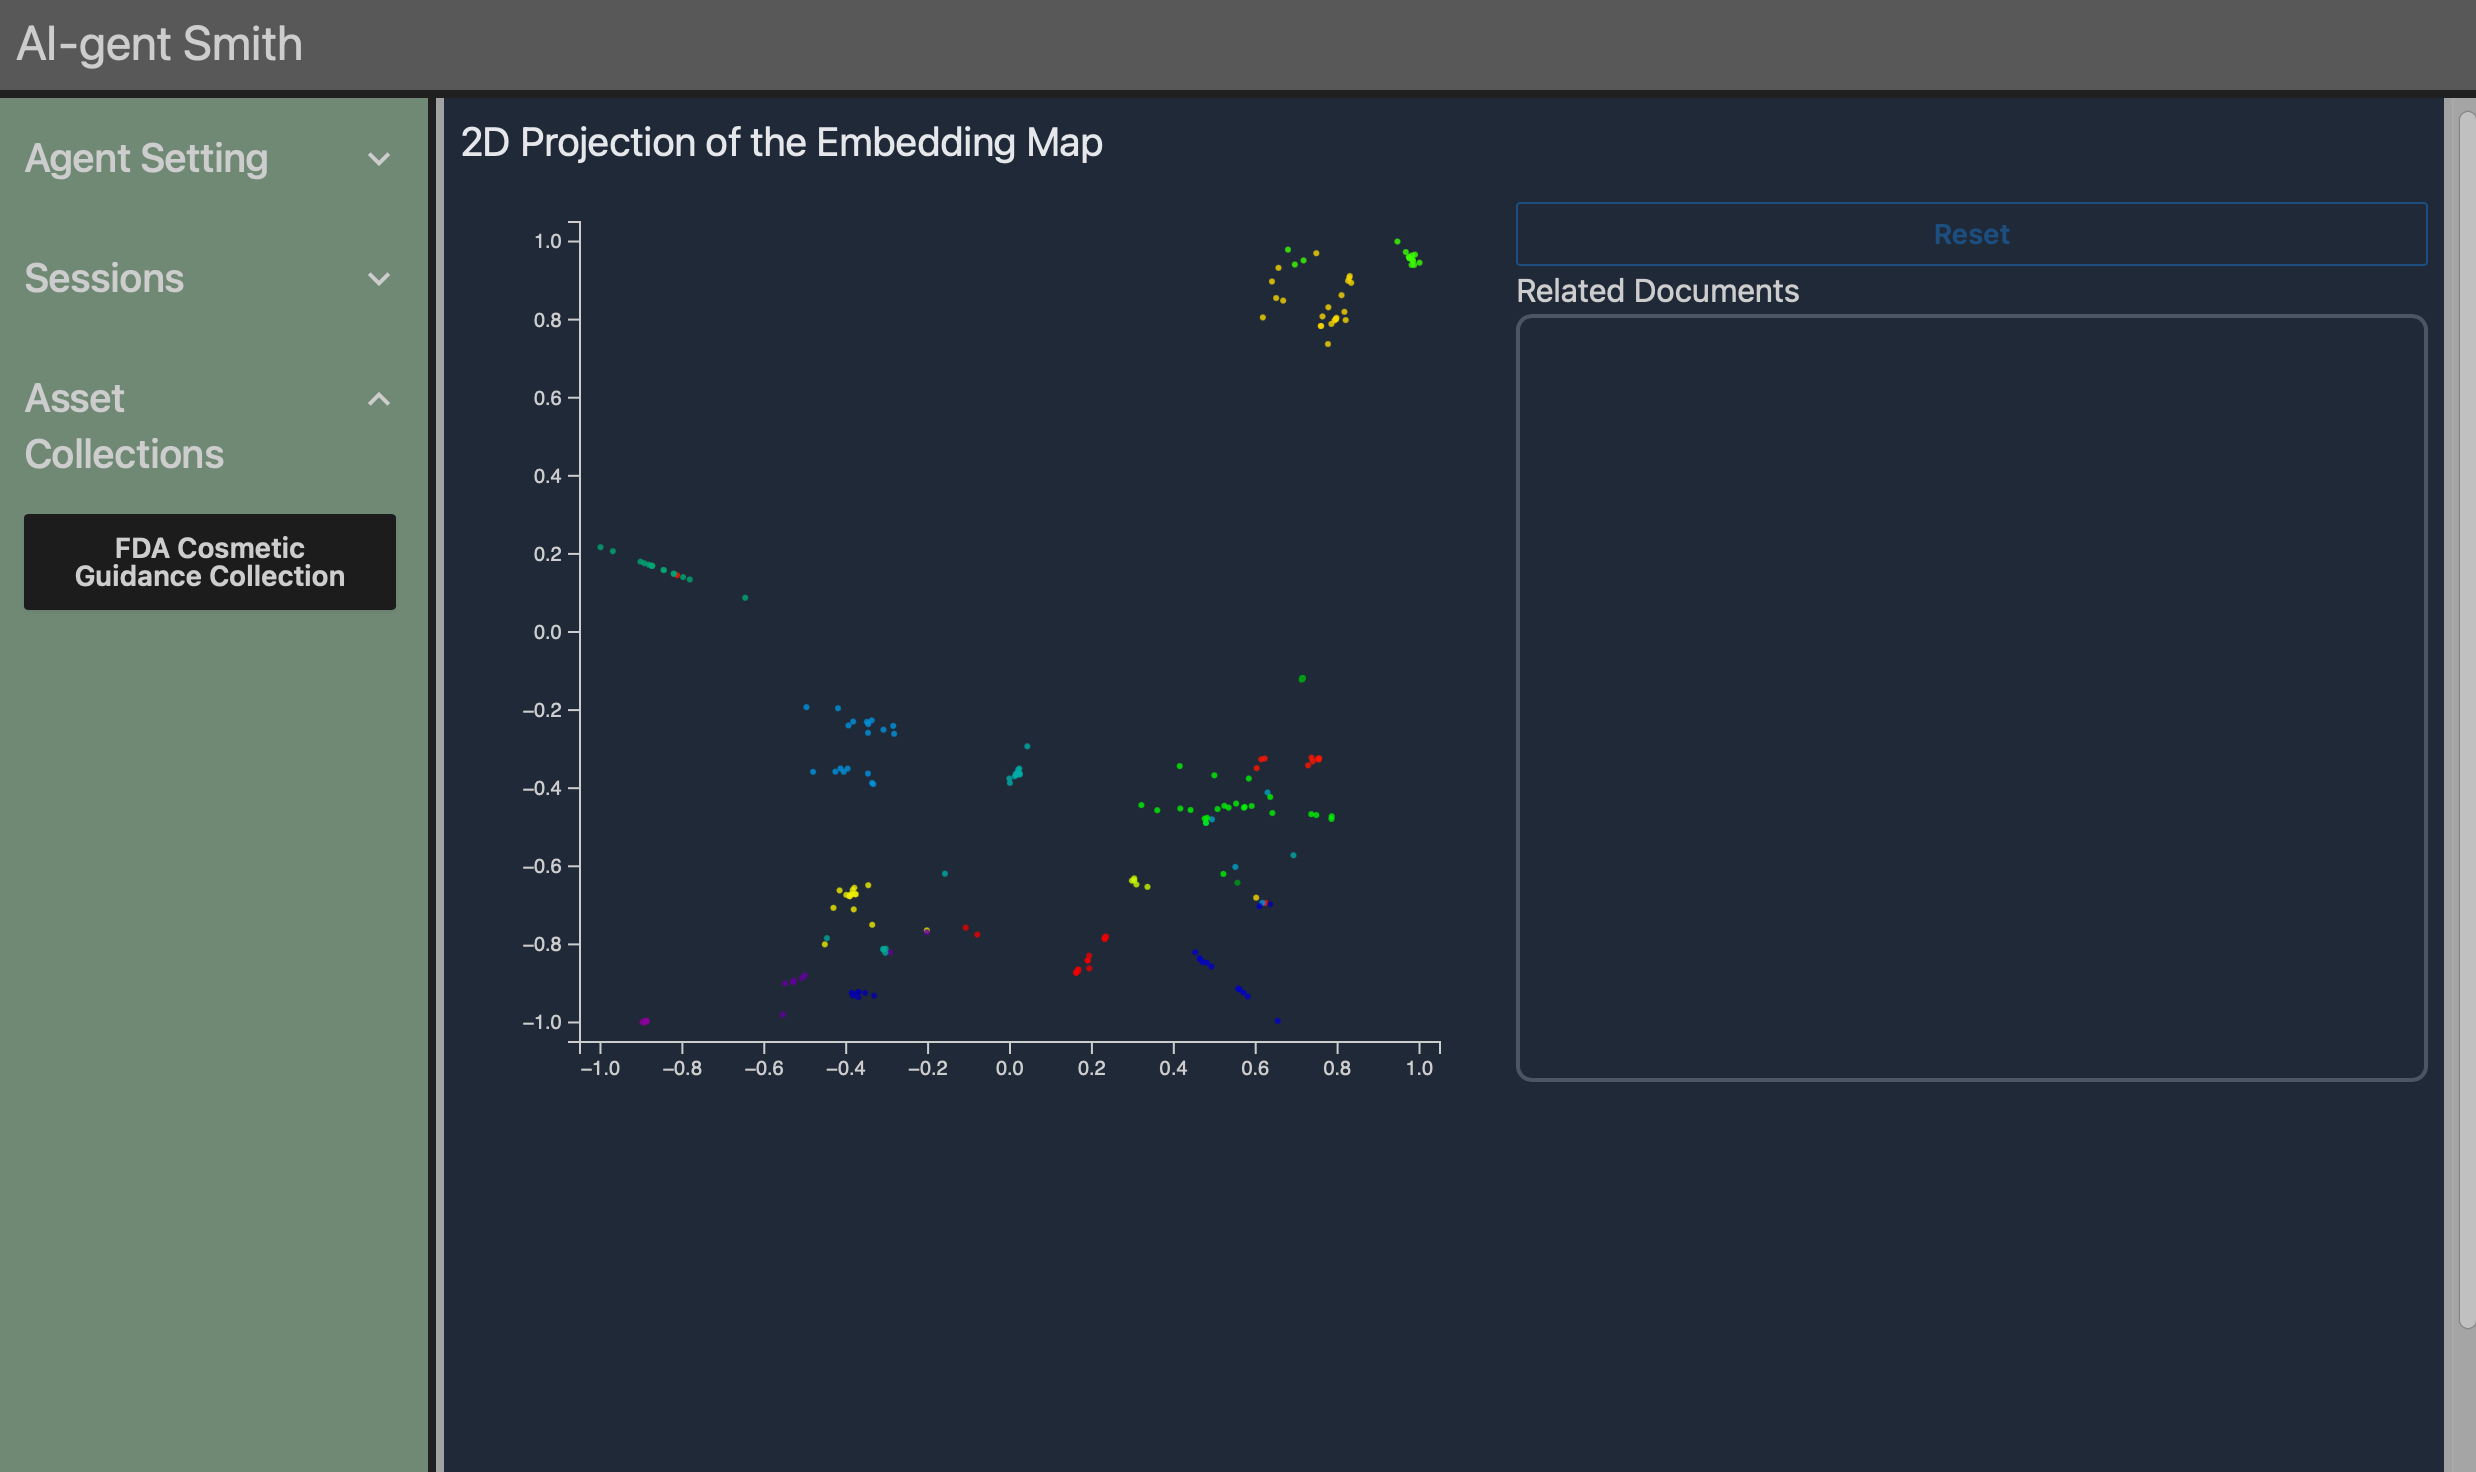 AI-gent Smith
Agent Setting
Sessions
Asset
Collections
FDA Cosmetic
Guidance Collection
2D Projection of the Embedding Map
1.0
0.8
0.6
0.4
0.2
0.0
−0.2
−0.4
−0.6
−0.8
−1.0
−1.0 −0.8 −0.6 −0.4 −0.2 0.0 0.2 0.4 0.6 0.8 1.0
Reset
Related Documents